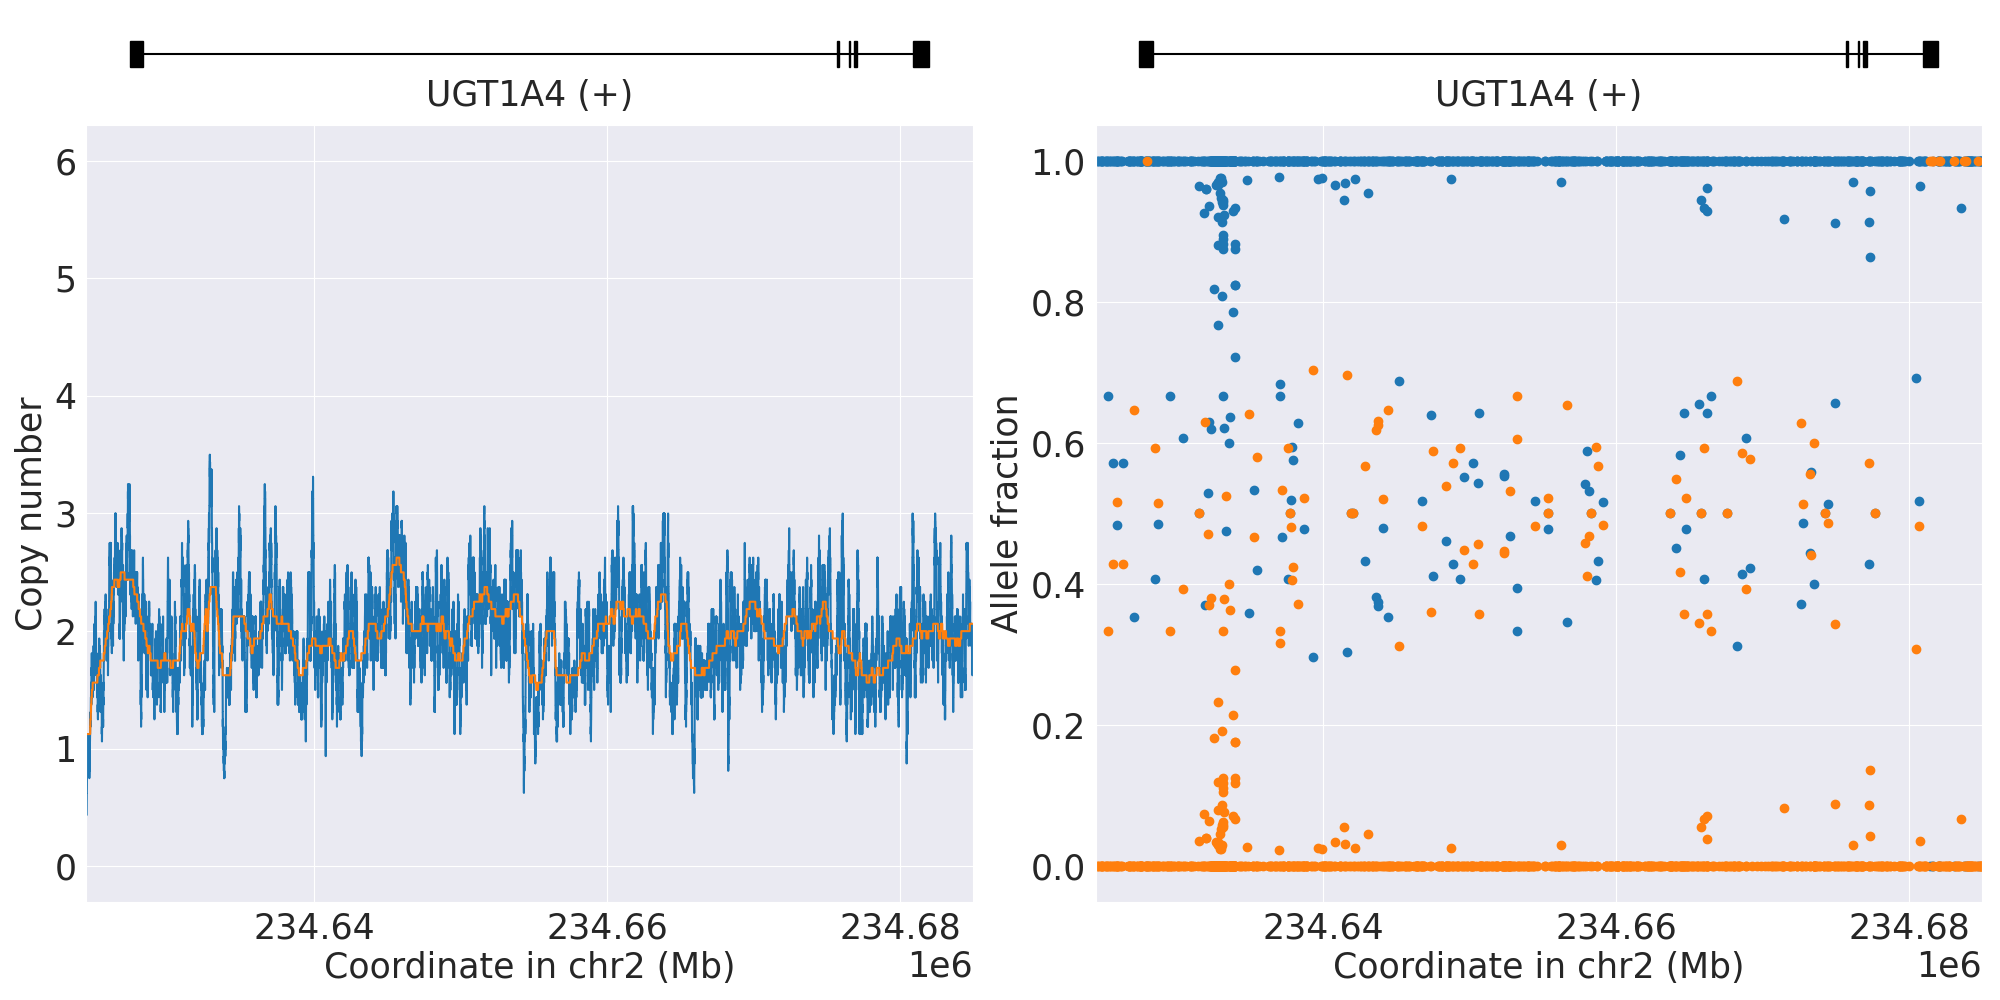 UGT1A4 (+)
6
5
4
3
2
1
0
Copy number
234.64 234.66 234.68
Coordinate in chr2 (Mb)
1e6
UGT1A4 (+)
1.0
0.8
0.6
0.4
0.2
0.0
Allele fraction
234.64 234.66 234.68
Coordinate in chr2 (Mb)
1e6